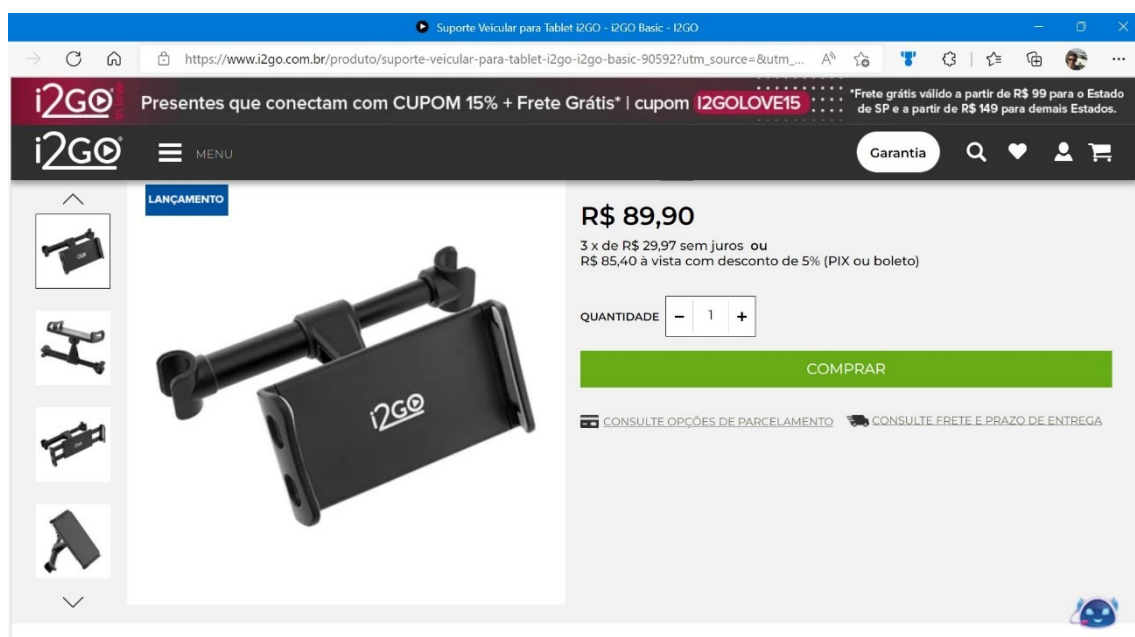 Suporte Veicular para Tablet i2GO - i2GO Basic - I2GO
https://www.i2go.com.br/produto/suporte-veicular-para-tablet-i2go-i2go-basic-90592?utm_source=&utm_...
i2GO
Presentes que conectam com CUPOM 15% + Frete Grátis* | cupom I2GOLOVE15
*Frete grátis válido a partir de R$ 99 para o Estado
de SP e a partir de R$ 149 para demais Estados.
i2GO
MENU
Garantia
LANÇAMENTO
R$ 89,90
3 x de R$ 29,97 sem juros ou
R$ 85,40 à vista com desconto de 5% (PIX ou boleto)
QUANTIDADE - 1 +
COMPRAR
i2GO
CONSULTE OPÇÕES DE PARCELAMENTO CONSULTE FRETE E PRAZO DE ENTREGA